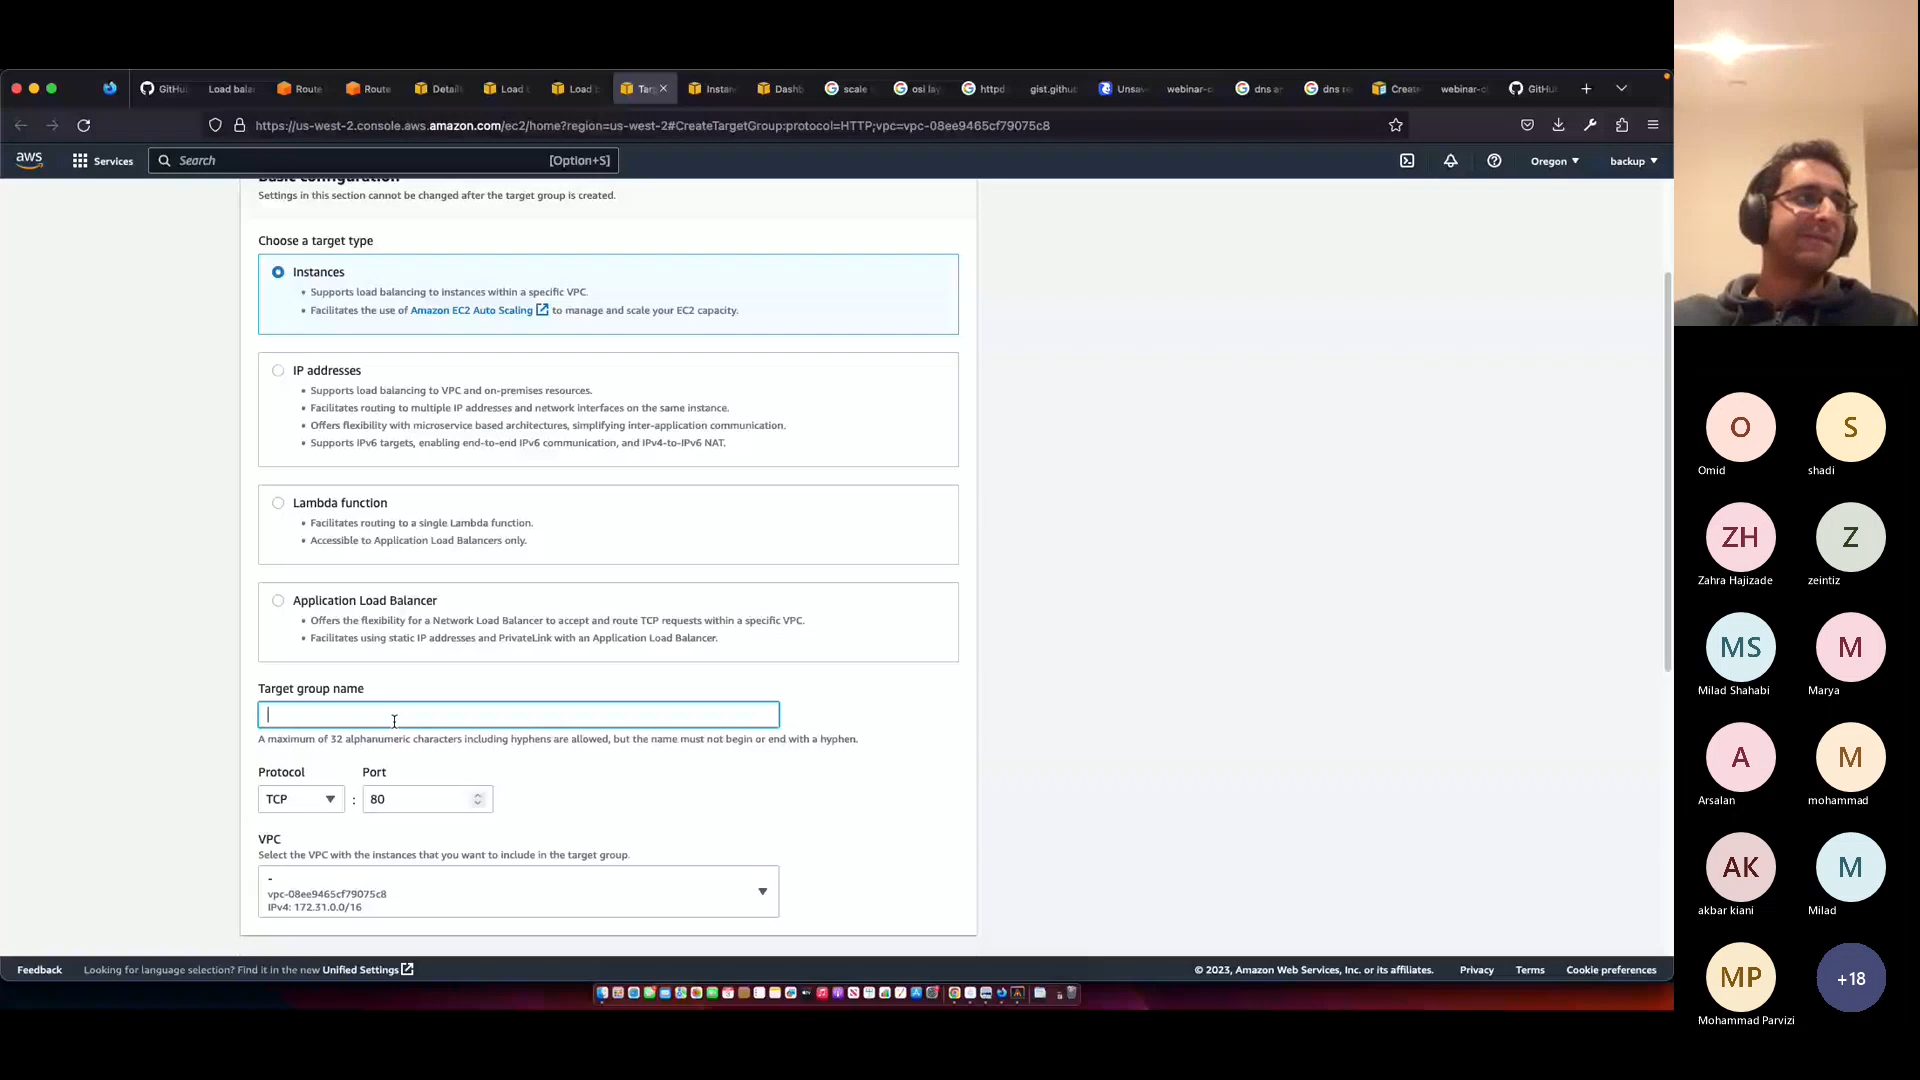 GitHu
Load bala
Route
Route
Detail
Load
Load
Tar
Instan
Dashb
scale
osi lay
httpd
gist.githu
Unsav
webinar-c
dns ar
dns re
Create
webinar-cl
GitHu
https://us-west-2.console.aws.amazon.com/ec2/home?region=us-west-2#CreateTargetGroup:protocol=HTTP;vpc=vpc-08ee9465cf79075c8
aws
Services
Search
[Option+S]
Oregon
backup
Basic configuration
Settings in this section cannot be changed after the target group is created.
Choose a target type
Instances
• Supports load balancing to instances within a specific VPC.
• Facilitates the use of Amazon EC2 Auto Scaling to manage and scale your EC2 capacity.
IP addresses
• Supports load balancing to VPC and on-premises resources.
• Facilitates routing to multiple IP addresses and network interfaces on the same instance.
• Offers flexibility with microservice based architectures, simplifying inter-application communication.
• Supports IPv6 targets, enabling end-to-end IPv6 communication, and IPv4-to-IPv6 NAT.
Lambda function
• Facilitates routing to a single Lambda function.
• Accessible to Application Load Balancers only.
Application Load Balancer
• Offers the flexibility for a Network Load Balancer to accept and route TCP requests within a specific VPC.
• Facilitates using static IP addresses and PrivateLink with an Application Load Balancer.
Target group name
A maximum of 32 alphanumeric characters including hyphens are allowed, but the name must not begin or end with a hyphen.
Protocol
Port
TCP
:
80
VPC
Select the VPC with the instances that you want to include in the target group.
-
vpc-08ee9465cf79075c8
IPv4: 172.31.0.0/16
Feedback
Looking for language selection? Find it in the new Unified Settings
© 2023, Amazon Web Services, Inc. or its affiliates.
Privacy
Terms
Cookie preferences
O
Omid
S
shadi
ZH
Zahra Hajizade
Z
zeintiz
MS
Milad Shahabi
M
Marya
A
Arsalan
M
mohammad
AK
akbar kiani
M
Milad
MP
Mohammad Parvizi
+18